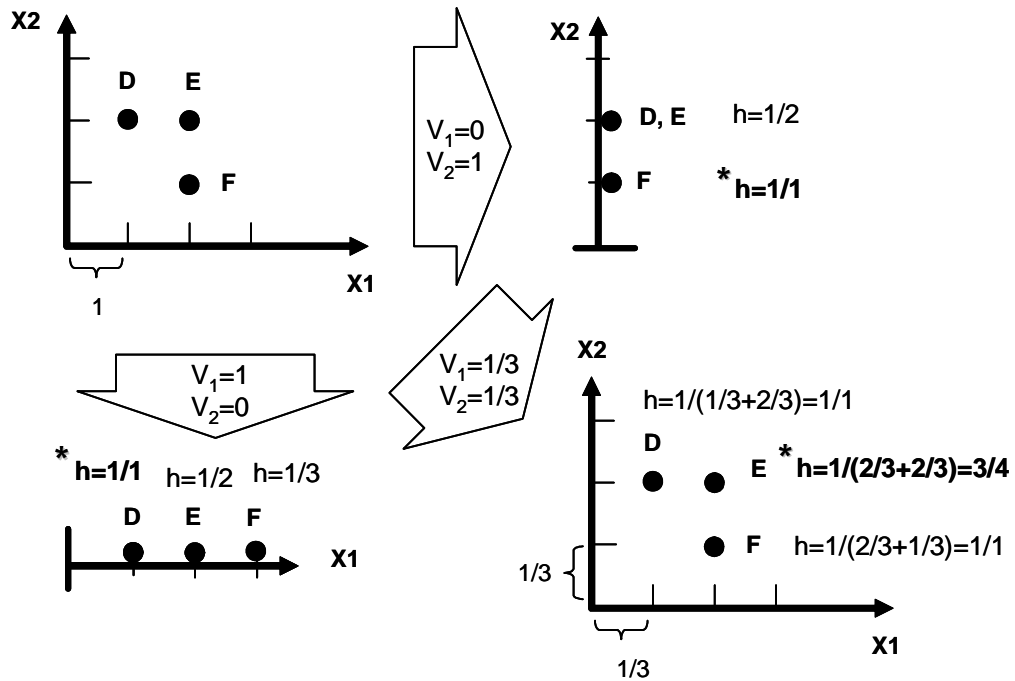 X2
D E
F
X1
1
V1=0
V2=1
X2
D, E h=1/2
F * h=1/1
V1=1
V2=0
V1=1/3
V2=1/3
* h=1/1 h=1/2 h=1/3
D E F
X1
X2
h=1/(1/3+2/3)=1/1
D
E * h=1/(2/3+2/3)=3/4
F h=1/(2/3+1/3)=1/1
1/3
X1
1/3